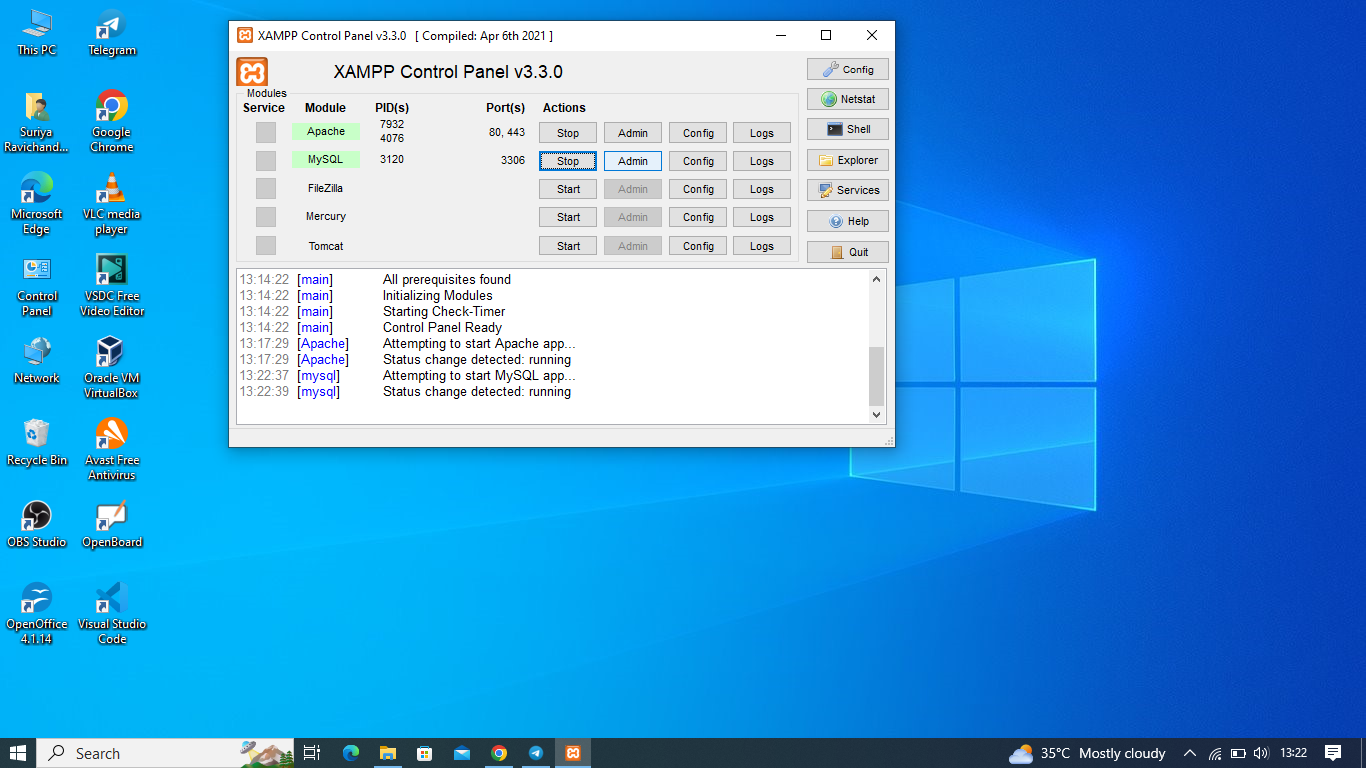 This PC
Telegram
Suriya
Ravichand...
Google
Chrome
Microsoft
Edge
VLC media
player
Control
Panel
VSDC Free
Video Editor
Network
Oracle VM
VirtualBox
Recycle Bin
Avast Free
Antivirus
OBS Studio
OpenBoard
OpenOffice
4.1.14
Visual Studio
Code
XAMPP Control Panel v3.3.0 [ Compiled: Apr 6th 2021 ]
XAMPP Control Panel v3.3.0
Modules
Service Module PID(s) Port(s) Actions
Apache 7932 4076 80, 443 Stop Admin Config Logs
MySQL 3120 3306 Stop Admin Config Logs
FileZilla Start Admin Config Logs
Mercury Start Admin Config Logs
Tomcat Start Admin Config Logs
Config
Netstat
Shell
Explorer
Services
Help
Quit
13:14:22 [main] All prerequisites found
13:14:22 [main] Initializing Modules
13:14:22 [main] Starting Check-Timer
13:14:22 [main] Control Panel Ready
13:17:29 [Apache] Attempting to start Apache app...
13:17:29 [Apache] Status change detected: running
13:22:37 [mysql] Attempting to start MySQL app...
13:22:39 [mysql] Status change detected: running
Search
35°C Mostly cloudy
13:22